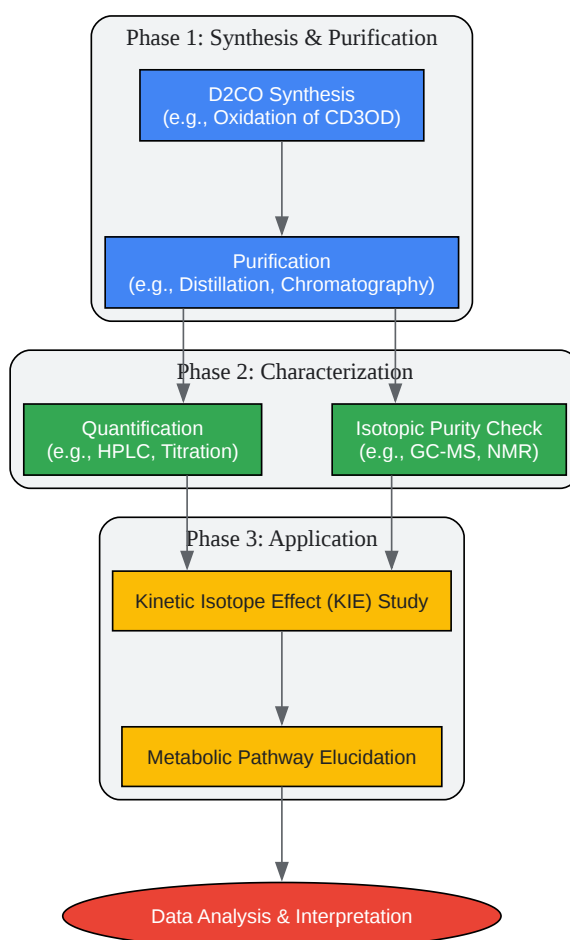 Phase 1: Synthesis & Purification
D2CO Synthesis
(e.g., Oxidation of CD3OD)
Purification
(e.g., Distillation, Chromatography)
Phase 2: Characterization
Quantification
(e.g., HPLC, Titration)
Isotopic Purity Check
(e.g., GC-MS, NMR)
Phase 3: Application
Kinetic Isotope Effect (KIE) Study
Metabolic Pathway Elucidation
Data Analysis & Interpretation